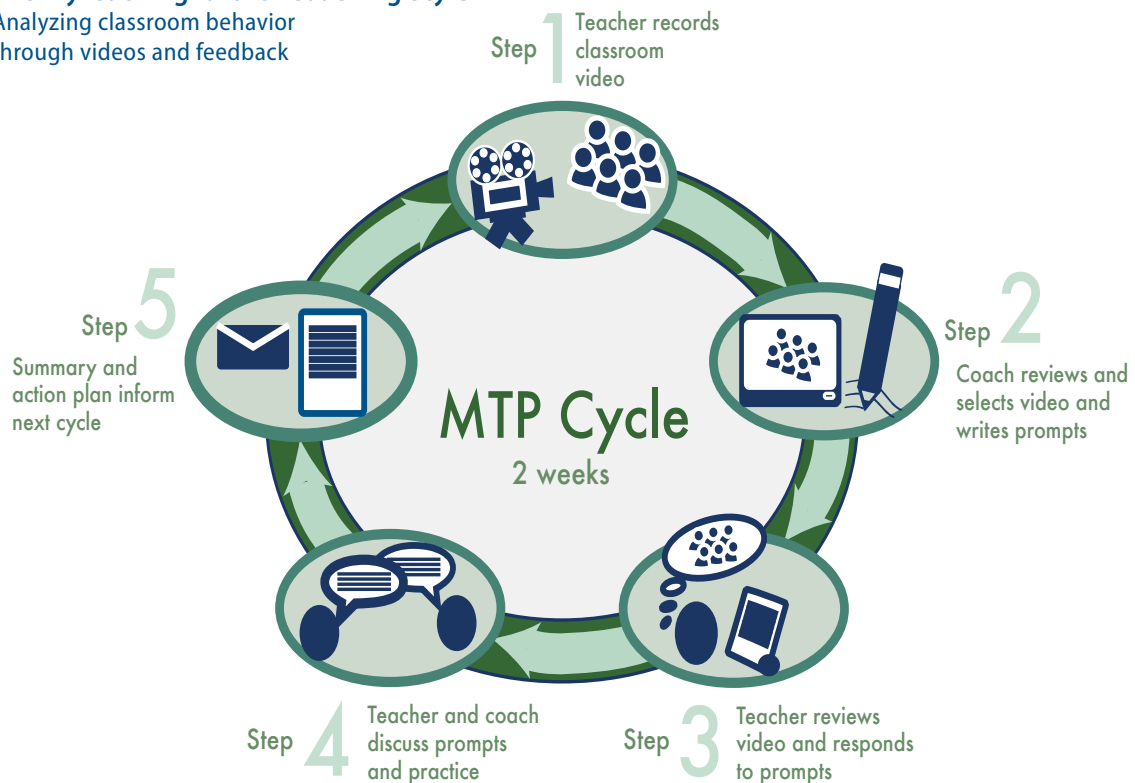 Analyzing classroom behavior
through videos and feedback
Step 1
Teacher records
classroom
video
Step 2
Coach reviews and
selects video and
writes prompts
Step 3
Teacher reviews
video and responds
to prompts
Step 4
Teacher and coach
discuss prompts
and practice
Step 5
Summary and
action plan inform
next cycle
MTP Cycle
2 weeks